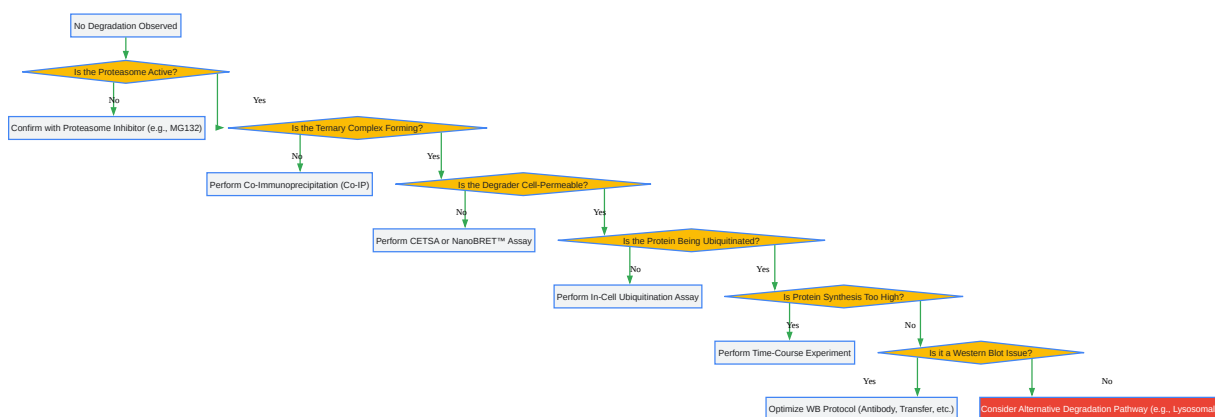 No Degradation Observed
Is the Proteasome Active?
No
Yes
Confirm with Proteasome Inhibitor (e.g., MG132)
Is the Ternary Complex Forming?
No
Yes
Perform Co-Immunoprecipitation (Co-IP)
Is the Degrader Cell-Permeable?
No
Yes
Perform CETSA or NanoBRET™ Assay
Is the Protein Being Ubiquitinated?
No
Yes
Perform In-Cell Ubiquitination Assay
Is Protein Synthesis Too High?
Yes
No
Perform Time-Course Experiment
Is it a Western Blot Issue?
Yes
No
Optimize WB Protocol (Antibody, Transfer, etc.)
Consider Alternative Degradation Pathway (e.g., Lysosomal